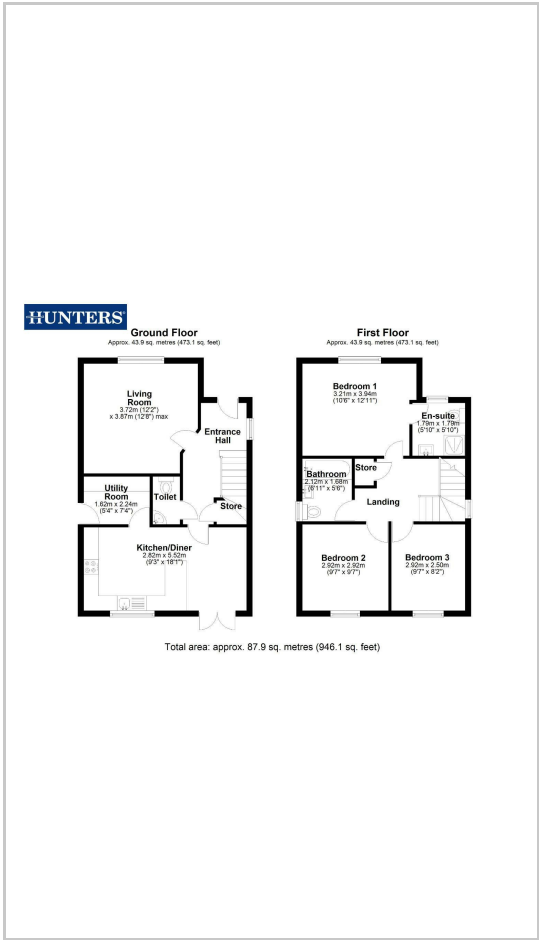 HUNTERS
Ground Floor
Approx. 43.9 sq. metres (473.1 sq. feet)
Living
Room
3.72m (12'2")
x 3.87m (12'8") max
Entrance
Hall
Utility
Room
1.62m x 2.24m
(5'4" x 7'4")
Toilet
Store
Kitchen/Diner
2.82m x 5.52m
(9'3" x 18'1")
First Floor
Approx. 43.9 sq. metres (473.1 sq. feet)
Bedroom 1
3.21m x 3.94m
(10'6" x 12'11")
En-suite
1.79m x 1.79m
(5'10" x 5'10")
Bathroom
2.12m x 1.68m
(6'11" x 5'6")
Store
Landing
Bedroom 2
2.92m x 2.92m
(9'7" x 9'7")
Bedroom 3
2.92m x 2.50m
(9'7" x 8'2")
Total area: approx. 87.9 sq. metres (946.1 sq. feet)